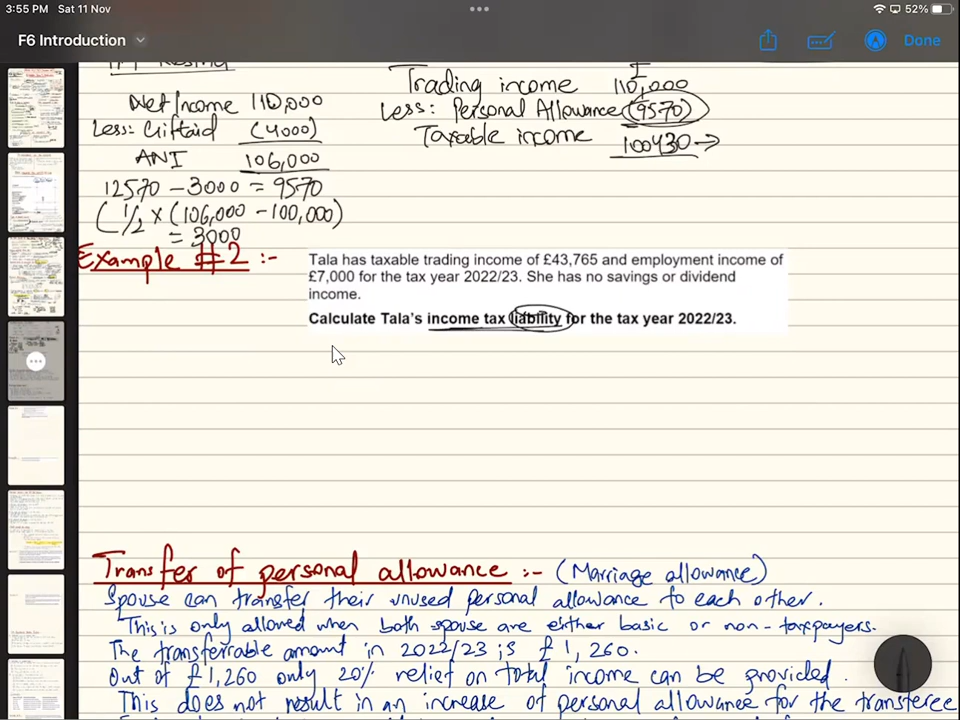 3:55 PM Sat 11 Nov
52%
F6 Introduction
Done
Net Income 110,000
Less: Giftaid (4000)
ANI 106,000
12570 - 3000 = 9570
( 1/2 × (106,000 - 100,000)
= 3000
£
Trading income 110,000
Less: Personal Allowance (9570)
Taxable income 100430 →
Example #2 :-
Tala has taxable trading income of £43,765 and employment income of
£7,000 for the tax year 2022/23. She has no savings or dividend
income.
Calculate Tala's income tax liability for the tax year 2022/23.
Transfer of personal allowance :- (Marriage allowance)
Spouse can transfer their unused personal allowance to each other.
This is only allowed when both spouse are either basic or non-taxpayers.
The transferrable amount in 2022/23 is £1,260.
Out of £1,260 only 20% relief on total income can be provided.
This does not result in an increase of personal allowance for the transferee